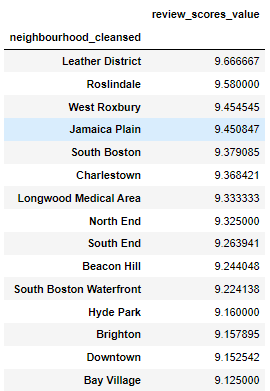 review_scores_value
neighbourhood_cleansed
Leather District 9.666667
Roslindale 9.580000
West Roxbury 9.454545
Jamaica Plain 9.450847
South Boston 9.379085
Charlestown 9.368421
Longwood Medical Area 9.333333
North End 9.325000
South End 9.263941
Beacon Hill 9.244048
South Boston Waterfront 9.224138
Hyde Park 9.160000
Brighton 9.157895
Downtown 9.152542
Bay Village 9.125000